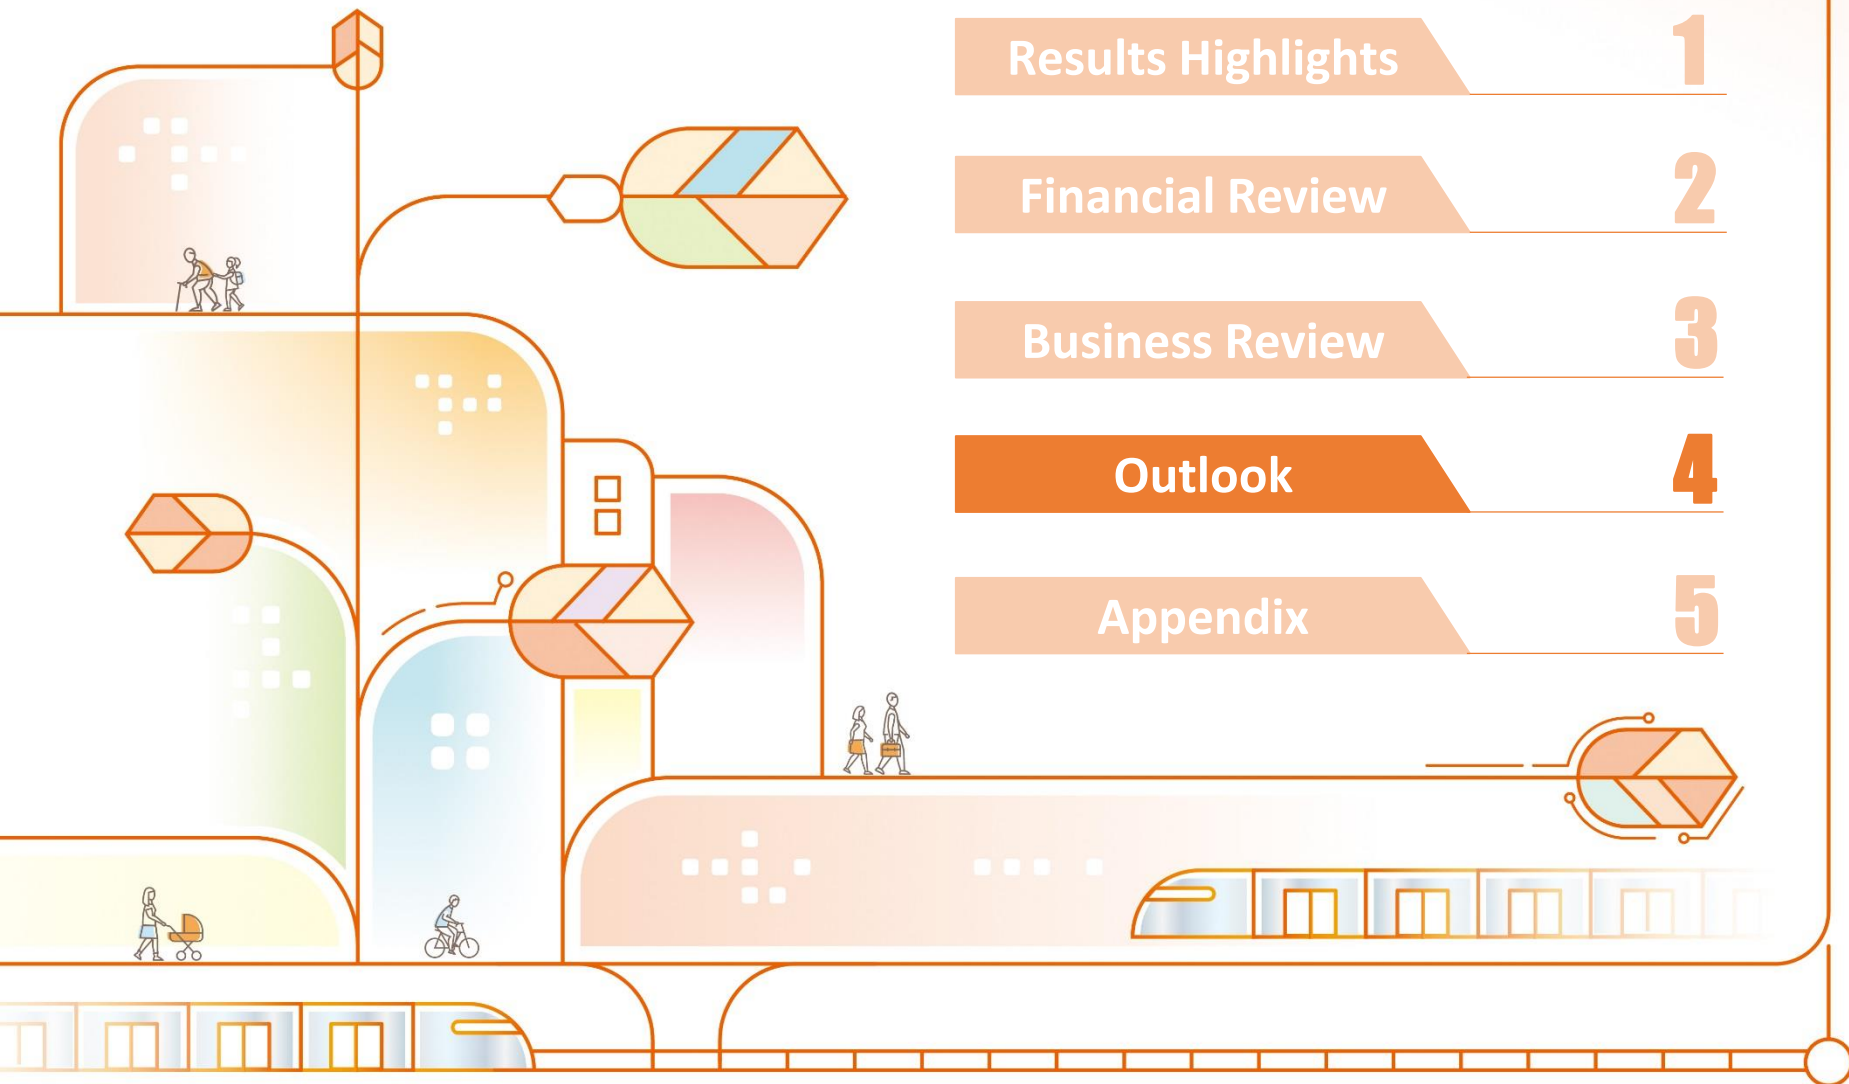 Results Highlights 1
Financial Review 2
Business Review 3
Outlook 4
Appendix 5